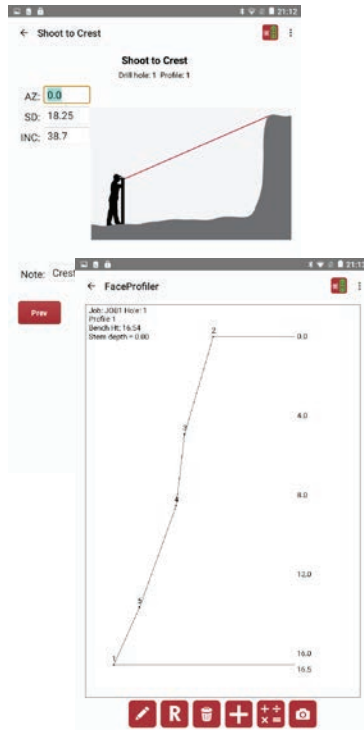 21:12
Shoot to Crest
Shoot to Crest
Drill hole: 1 Profile: 1
AZ: 0.0
SD: 18.25
INC: 38.7
Note: Crest
Prev
21:13
FaceProfiler
Job: JOB1 Hole: 1
Profile 1
Bench Ht: 16.54
Stem depth = 0.00
2
0.0
3
4.0
4
8.0
5
12.0
1
16.0
16.5
R